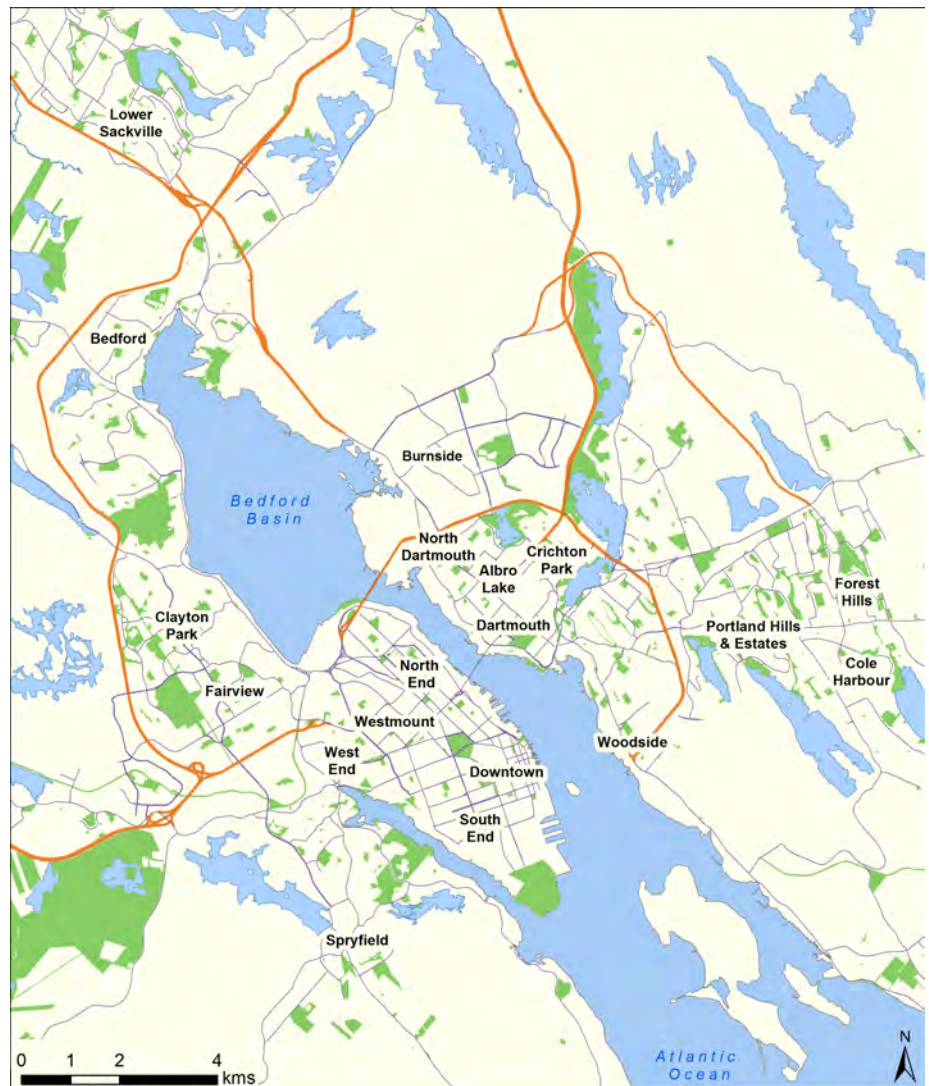 Lower
Sackville
Bedford
Bedford
Basin
Burnside
North
Dartmouth
Albro
Lake
Crichton
Park
Forest
Hills
Clayton
Park
Dartmouth
Portland Hills
& Estates
North
End
Cole
Harbour
Fairview
Westmount
West
End
Woodside
Downtown
South
End
Spryfield
N
0 1 2 4
kms
Atlantic
Ocean